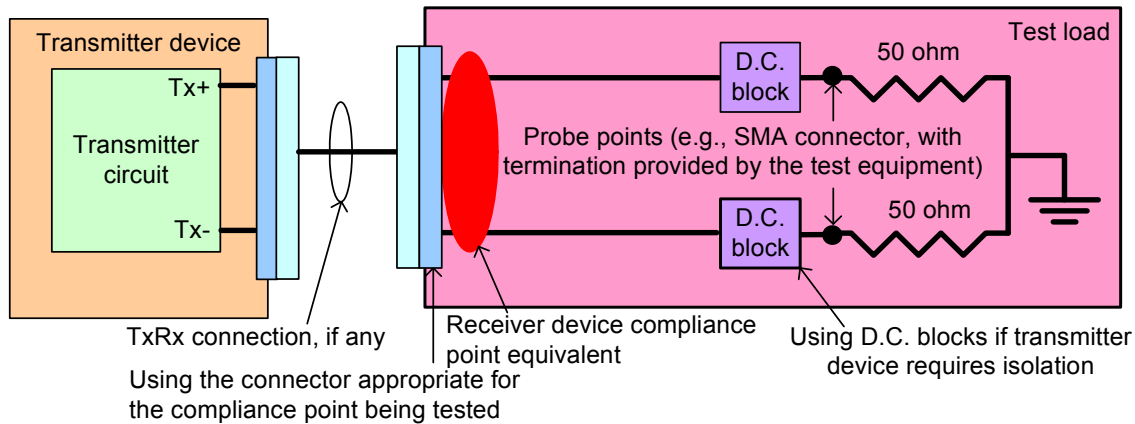 Transmitter device
Tx+
Transmitter
circuit
Tx-
Test load
D.C.
block
50 ohm
Probe points (e.g., SMA connector, with
termination provided by the test equipment)
D.C.
block
50 ohm
TxRx connection, if any
Receiver device compliance
point equivalent
Using D.C. blocks if transmitter
device requires isolation
Using the connector appropriate for
the compliance point being tested